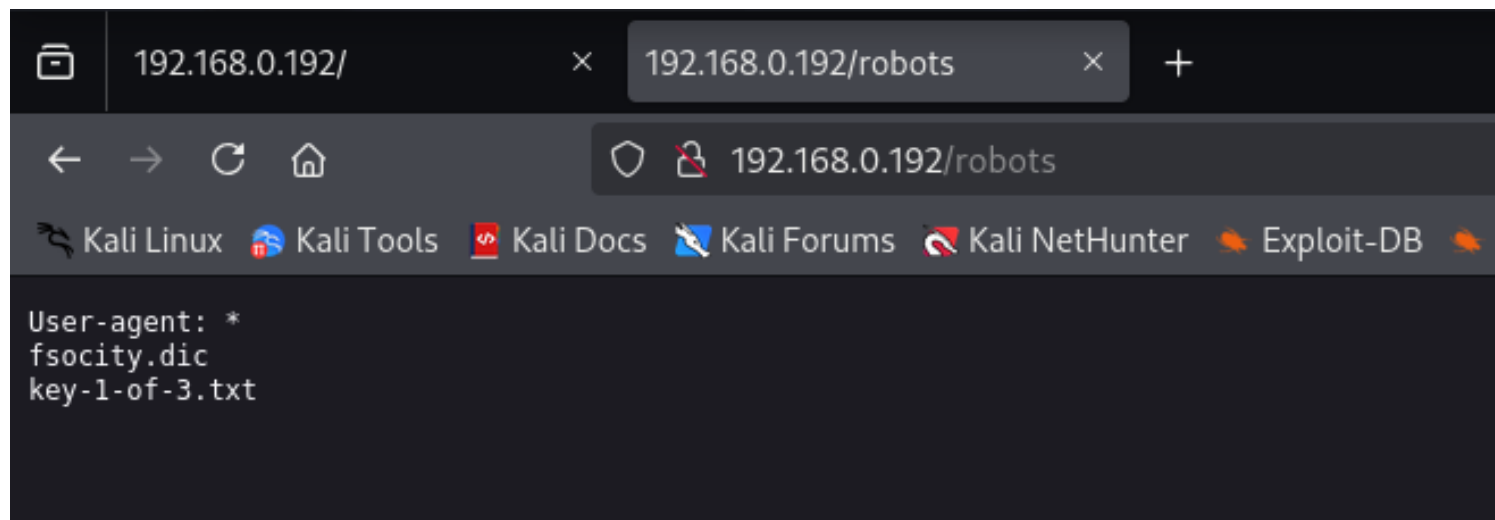 192.168.0.192/ 192.168.0.192/robots
192.168.0.192/robots
Kali Linux Kali Tools Kali Docs Kali Forums Kali NetHunter Exploit-DB
User-agent: *
fsocity.dic
key-1-of-3.txt